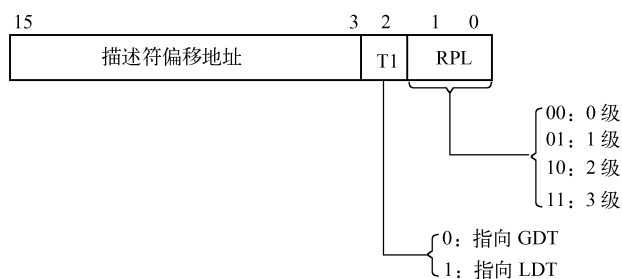 15 3 2 1 0
描述符偏移地址 T1 RPL
00：0 级
01：1 级
10：2 级
11：3 级
0：指向 GDT
1：指向 LDT